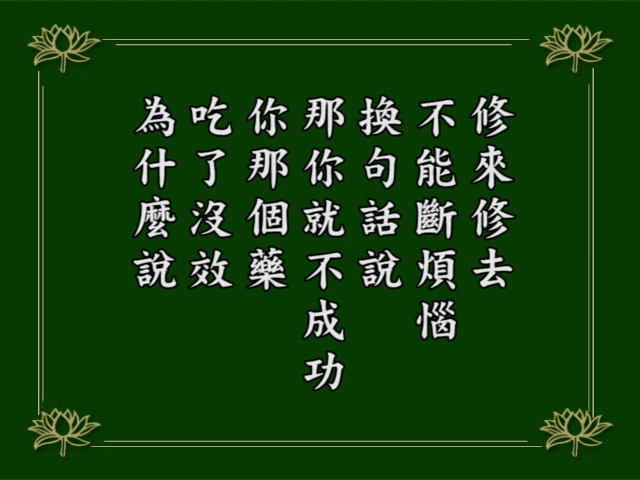 修來修去
不能斷煩惱
換句話說
那你就不成功
你那個藥
吃了沒效
為什麼說